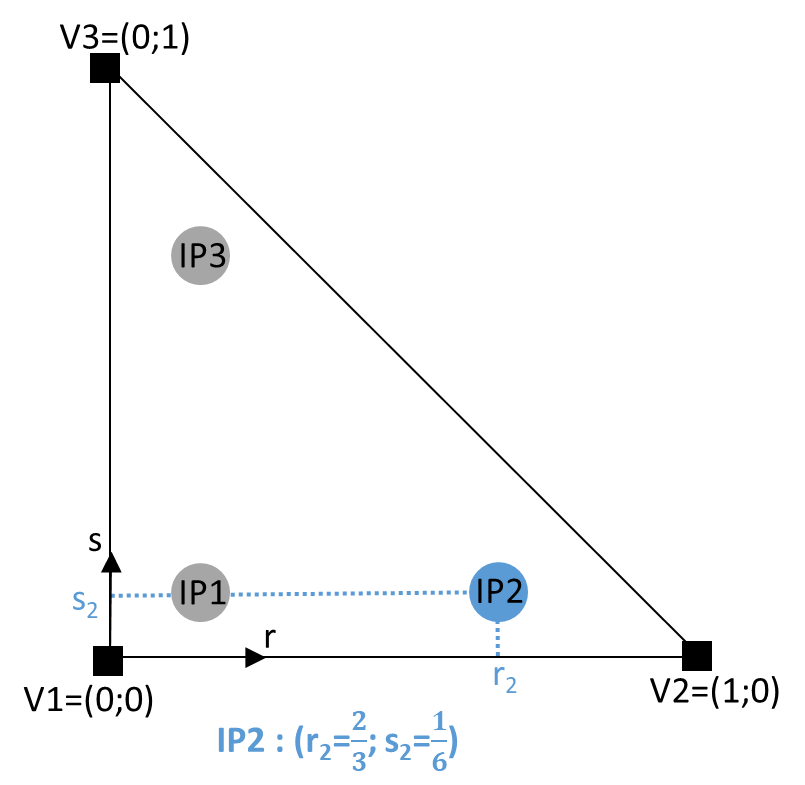 V3=(0;1)
IP3
s
s₂
IP1
IP2
r
r₂
V1=(0;0)
V2=(1;0)
IP2 : (r₂=2/3; s₂=1/6)